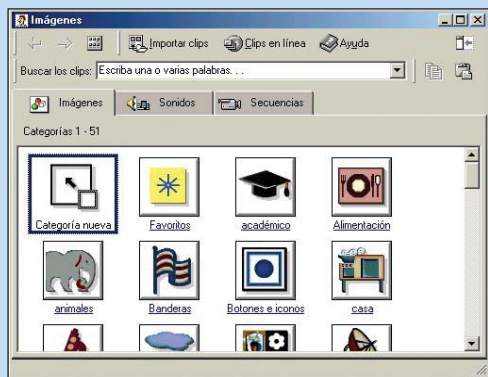 Imágenes
Importar clips Clips en línea Ayuda
Buscar los clips: Escriba una o varias palabras. . .
Imágenes Sonidos Secuencias
Categorías 1 - 51
Categoría nueva Favoritos académico Alimentación
animales Banderas Botones e iconos casa